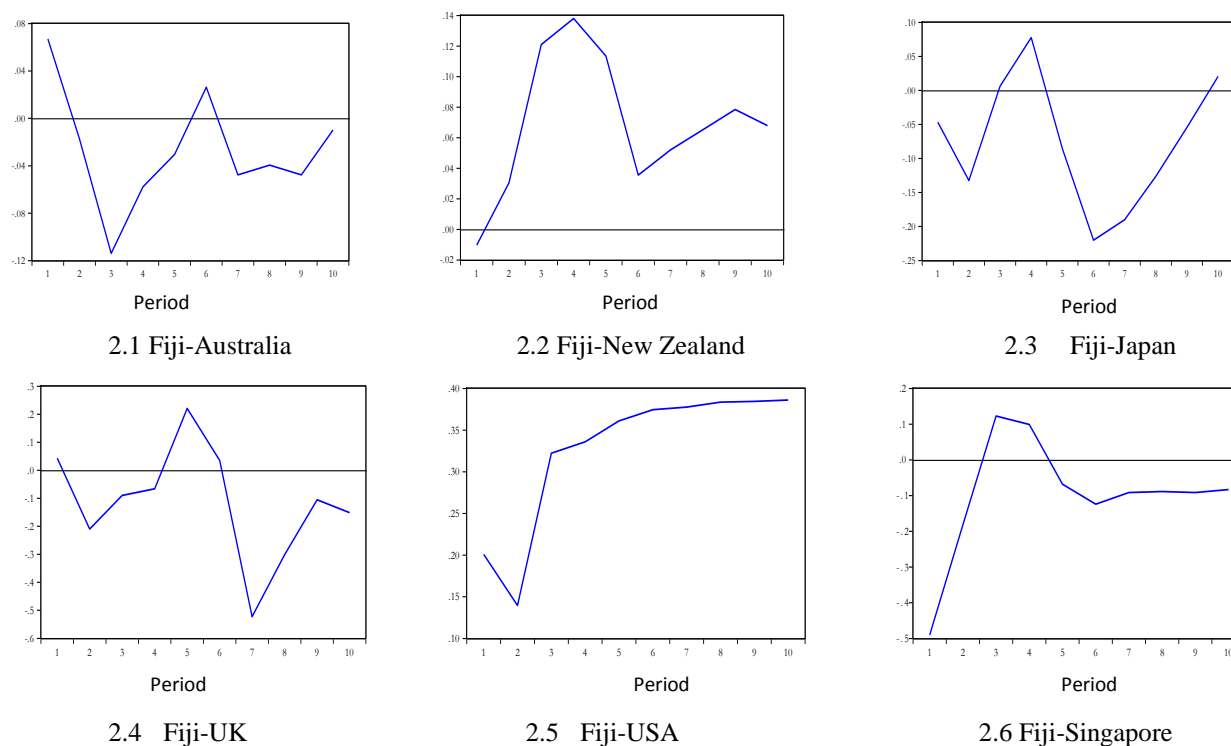 .08
.04
.00
-.04
-.08
-.12
1 2 3 4 5 6 7 8 9 10
Period
2.1 Fiji-Australia
.14
.12
.10
.08
.06
.04
.02
.00
-.02
1 2 3 4 5 6 7 8 9 10
Period
2.2 Fiji-New Zealand
.10
.05
.00
-.05
-.10
-.15
-.20
-.25
1 2 3 4 5 6 7 8 9 10
Period
2.3 Fiji-Japan
.3
.2
.1
.0
-.1
-.2
-.3
-.4
-.5
-.6
1 2 3 4 5 6 7 8 9 10
Period
2.4 Fiji-UK
.40
.35
.30
.25
.20
.15
.10
1 2 3 4 5 6 7 8 9 10
Period
2.5 Fiji-USA
.2
.1
.0
-.1
-.2
-.3
-.4
-.5
1 2 3 4 5 6 7 8 9 10
Period
2.6 Fiji-Singapore